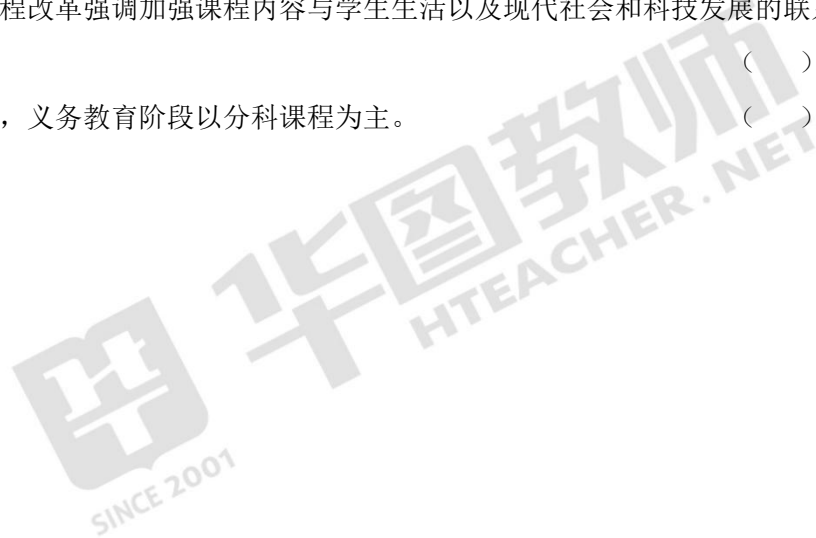 程改革强调加强课程内容与学生生活以及现代社会和科技发展的联
（ ）
，义务教育阶段以分科课程为主。 （ ）
华图教师
HTEACHER.NET
SINCE 2001